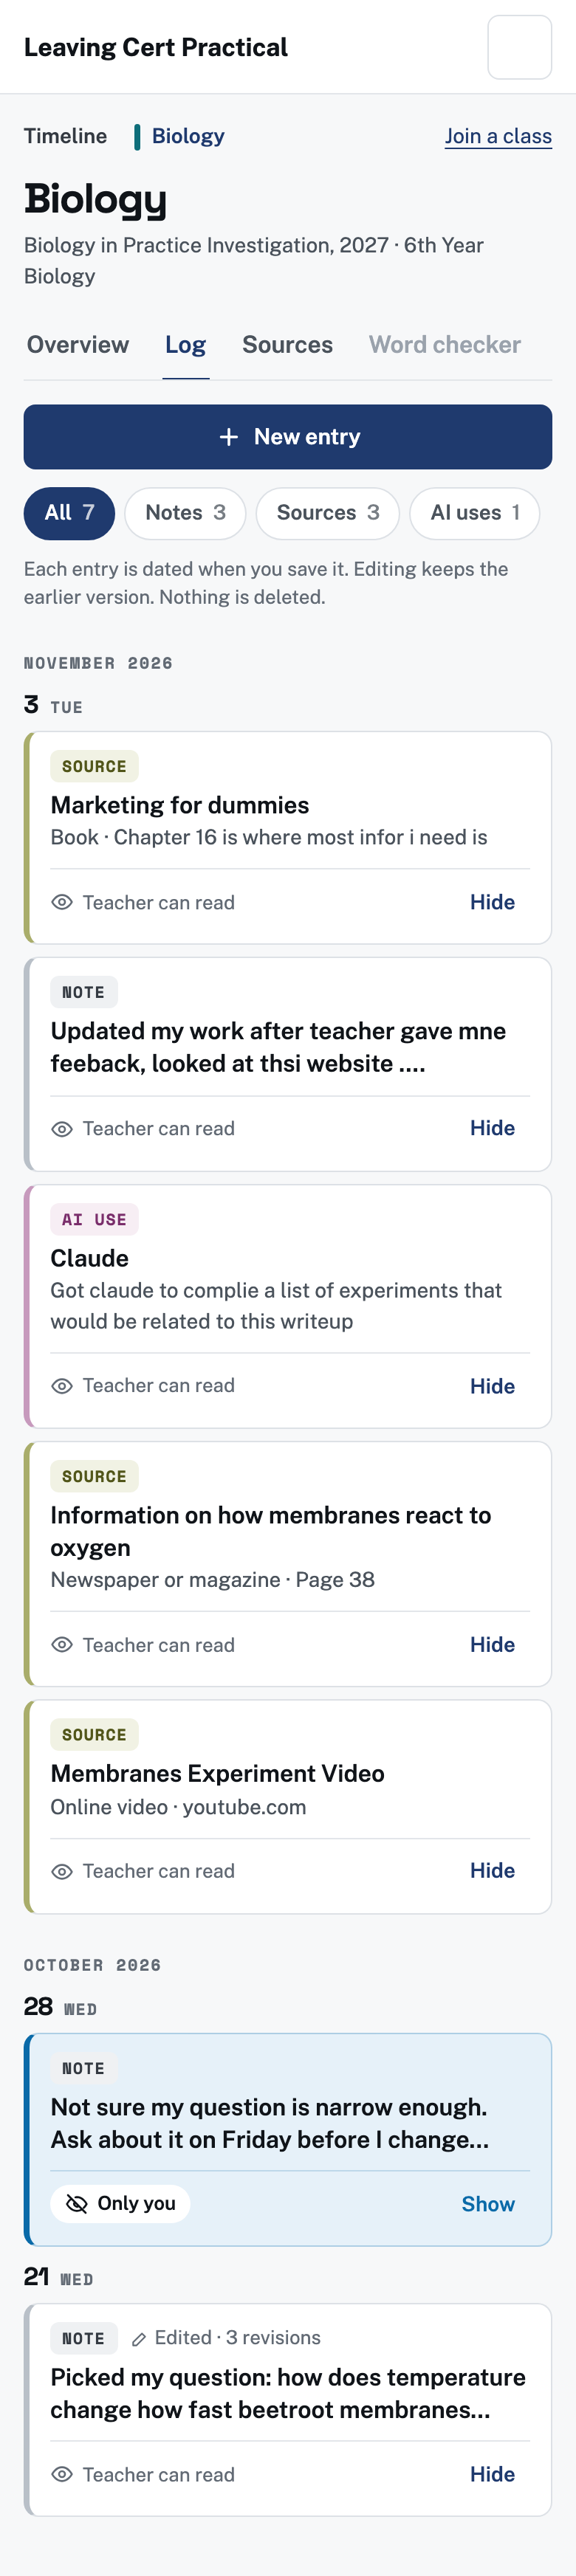 Leaving Cert Practical
Timeline
Biology
Join a class
Biology
Biology in Practice Investigation, 2027 · 6th Year
Biology
Overview
Log
Sources
Word checker
+ New entry
All 7
Notes 3
Sources 3
AI uses 1
Each entry is dated when you save it. Editing keeps the
earlier version. Nothing is deleted.
NOVEMBER 2026
3 TUE
SOURCE
Marketing for dummies
Book · Chapter 16 is where most infor i need is
Teacher can read
Hide
NOTE
Updated my work after teacher gave mne
feeback, looked at thsi website ....
Teacher can read
Hide
AI USE
Claude
Got claude to complie a list of experiments that
would be related to this writeup
Teacher can read
Hide
SOURCE
Information on how membranes react to
oxygen
Newspaper or magazine · Page 38
Teacher can read
Hide
SOURCE
Membranes Experiment Video
Online video · youtube.com
Teacher can read
Hide
OCTOBER 2026
28 WED
NOTE
Not sure my question is narrow enough.
Ask about it on Friday before I change...
Only you
Show
21 WED
NOTE
Edited · 3 revisions
Picked my question: how does temperature
change how fast beetroot membranes...
Teacher can read
Hide